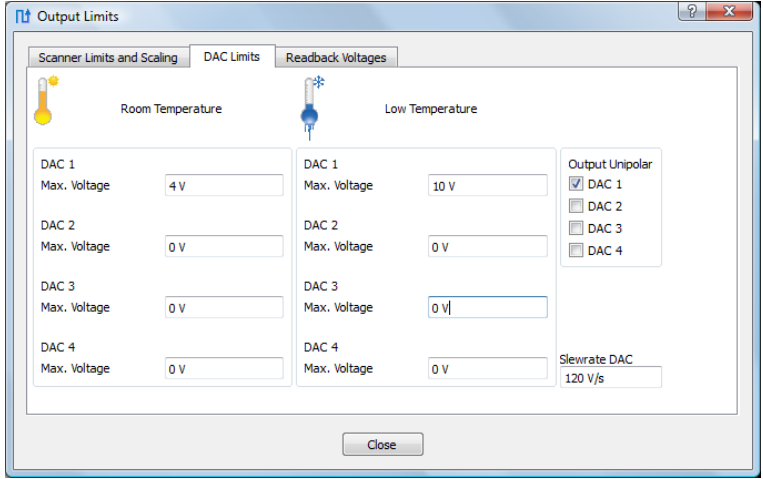 Output Limits
Scanner Limits and Scaling DAC Limits Readback Voltages
Room Temperature Low Temperature
DAC 1
Max. Voltage 4 V
DAC 2
Max. Voltage 0 V
DAC 3
Max. Voltage 0 V
DAC 4
Max. Voltage 0 V
DAC 1
Max. Voltage 10 V
DAC 2
Max. Voltage 0 V
DAC 3
Max. Voltage 0 V
DAC 4
Max. Voltage 0 V
Output Unipolar
DAC 1
DAC 2
DAC 3
DAC 4
Slewrate DAC
120 V/s
Close